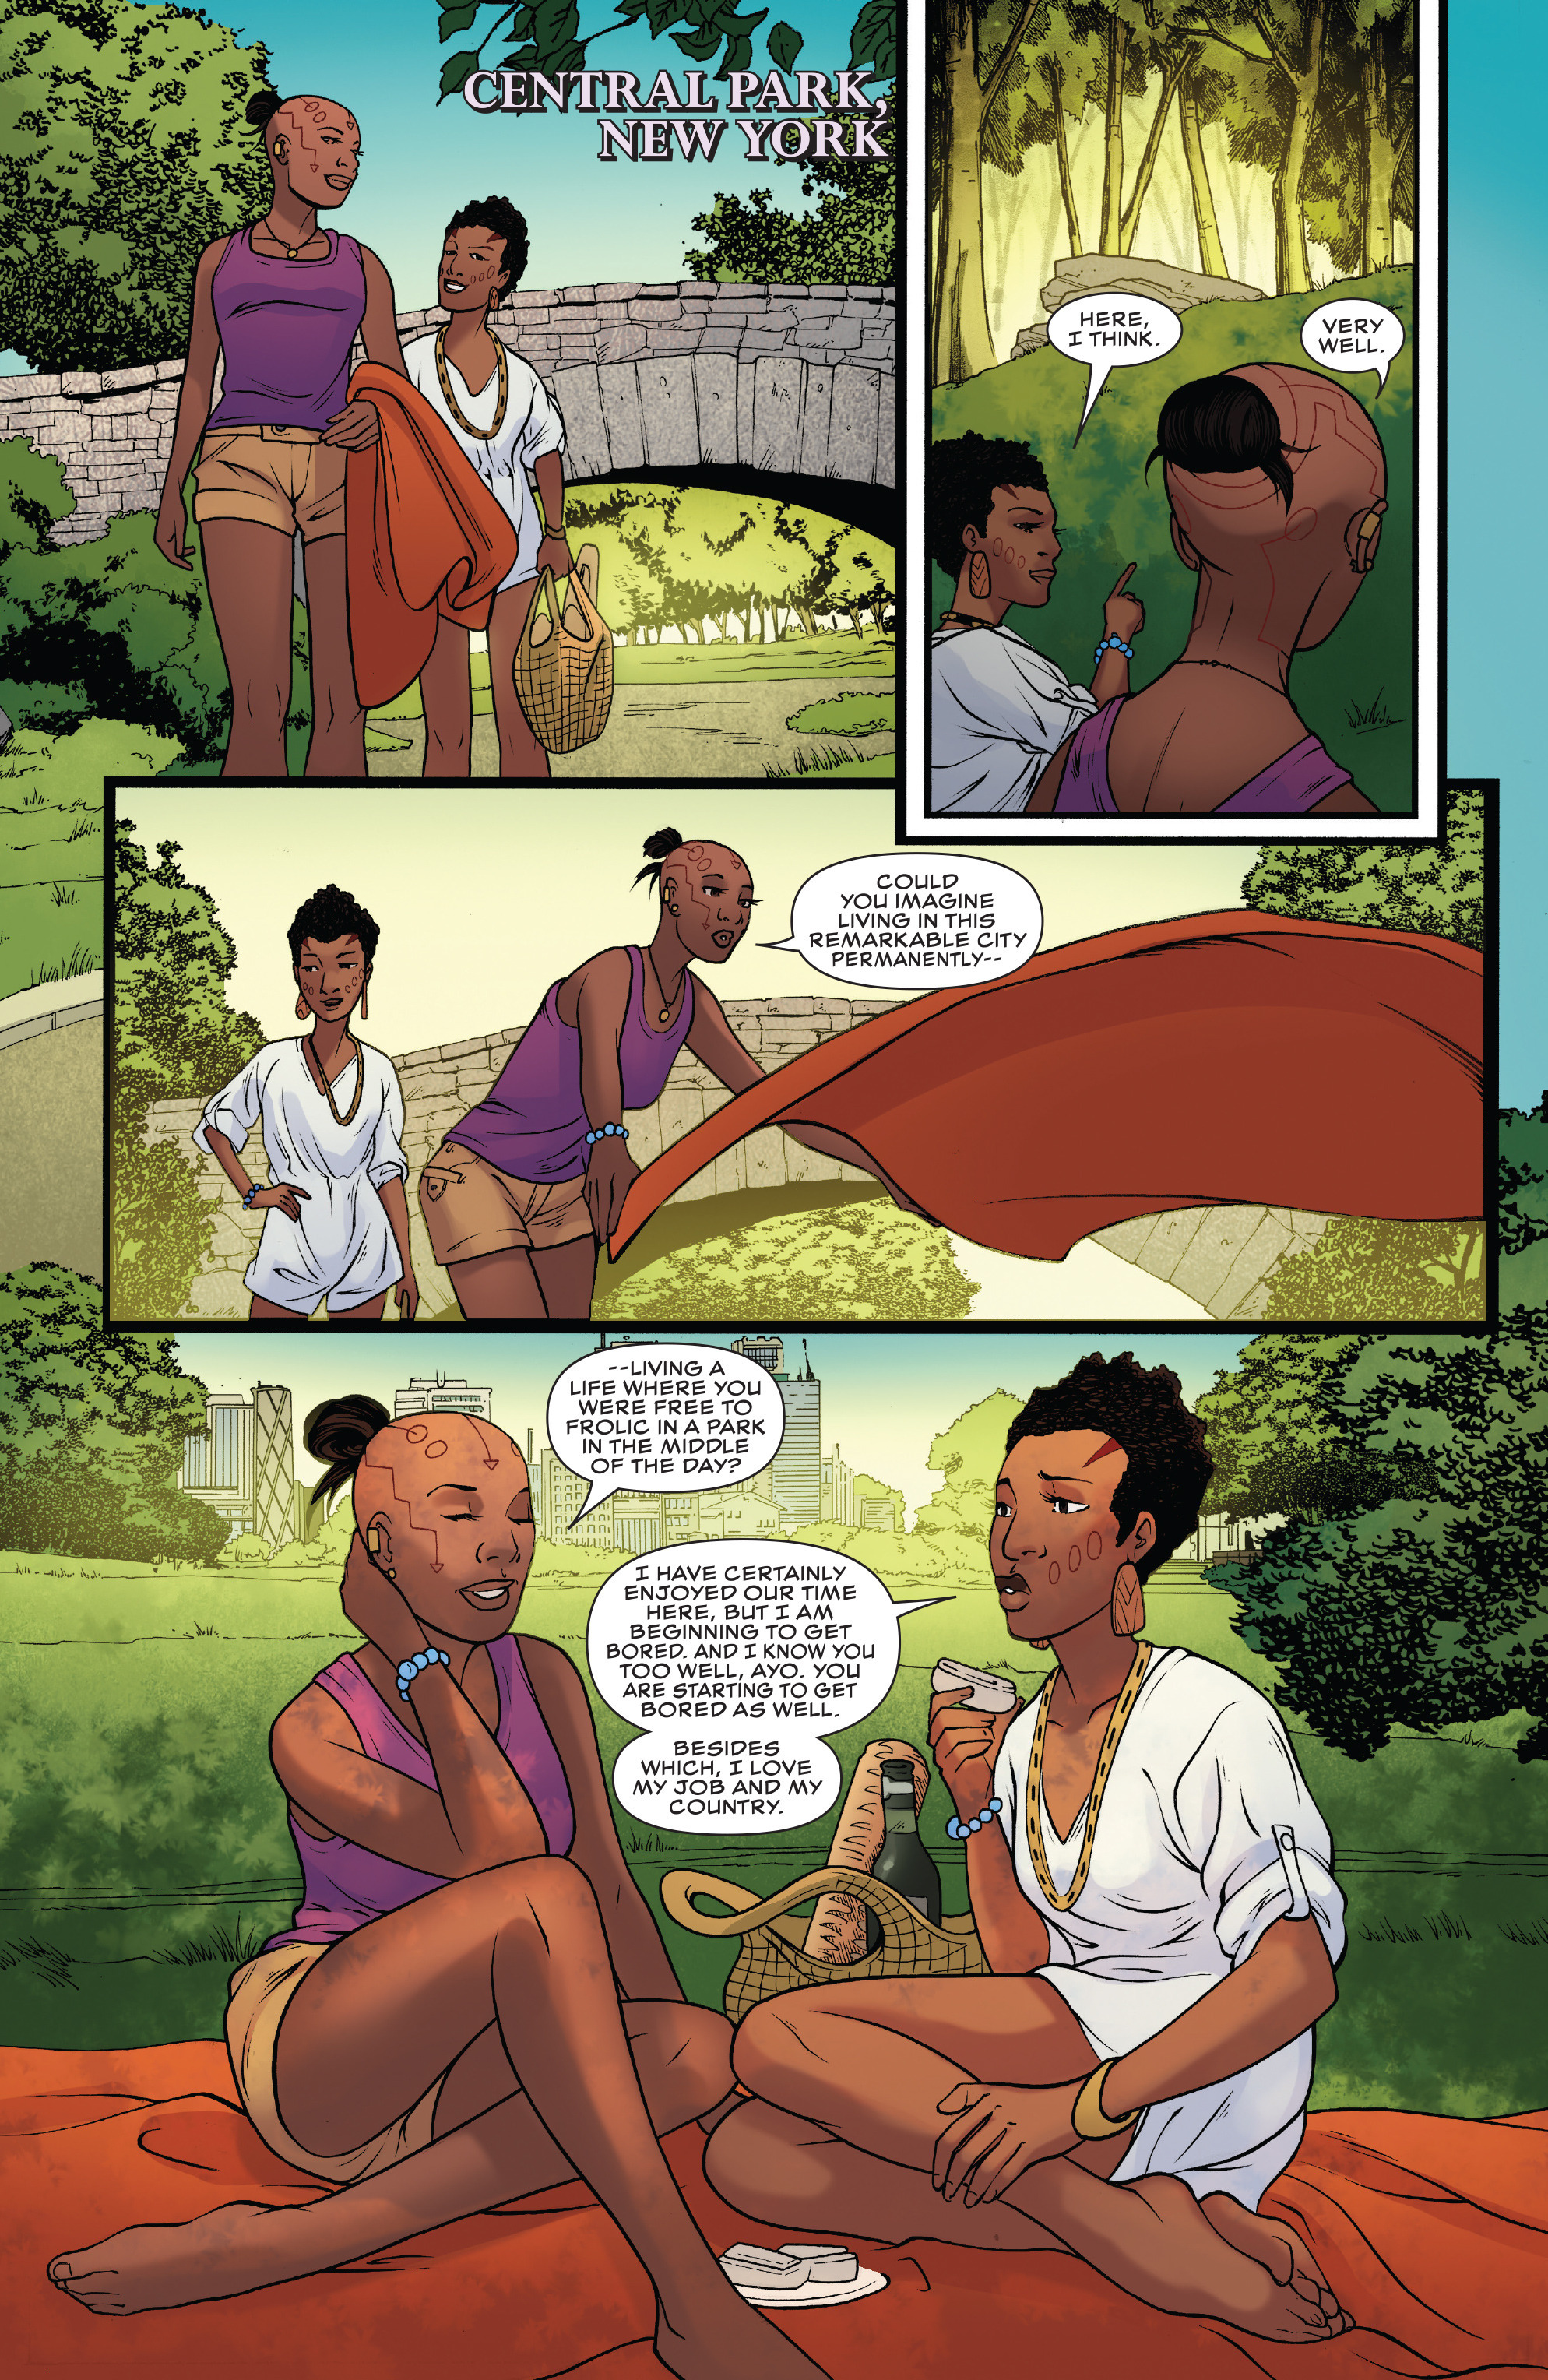 CENTRAL PARK,
NEW YORK
HERE,
I THINK.
VERY
WELL.
COULD
YOU IMAGINE
LIVING IN THIS
REMARKABLE CITY
PERMANENTLY--
--LIVING A
LIFE WHERE YOU
WERE FREE TO
FROLIC IN A PARK
IN THE MIDDLE
OF THE DAY?
I HAVE CERTAINLY
ENJOYED OUR TIME
HERE, BUT I AM
BEGINNING TO GET
BORED. AND I KNOW YOU
TOO WELL, AYO. YOU
ARE STARTING TO GET
BORED AS WELL.
BESIDES
WHICH, I LOVE
MY JOB AND MY
COUNTRY.